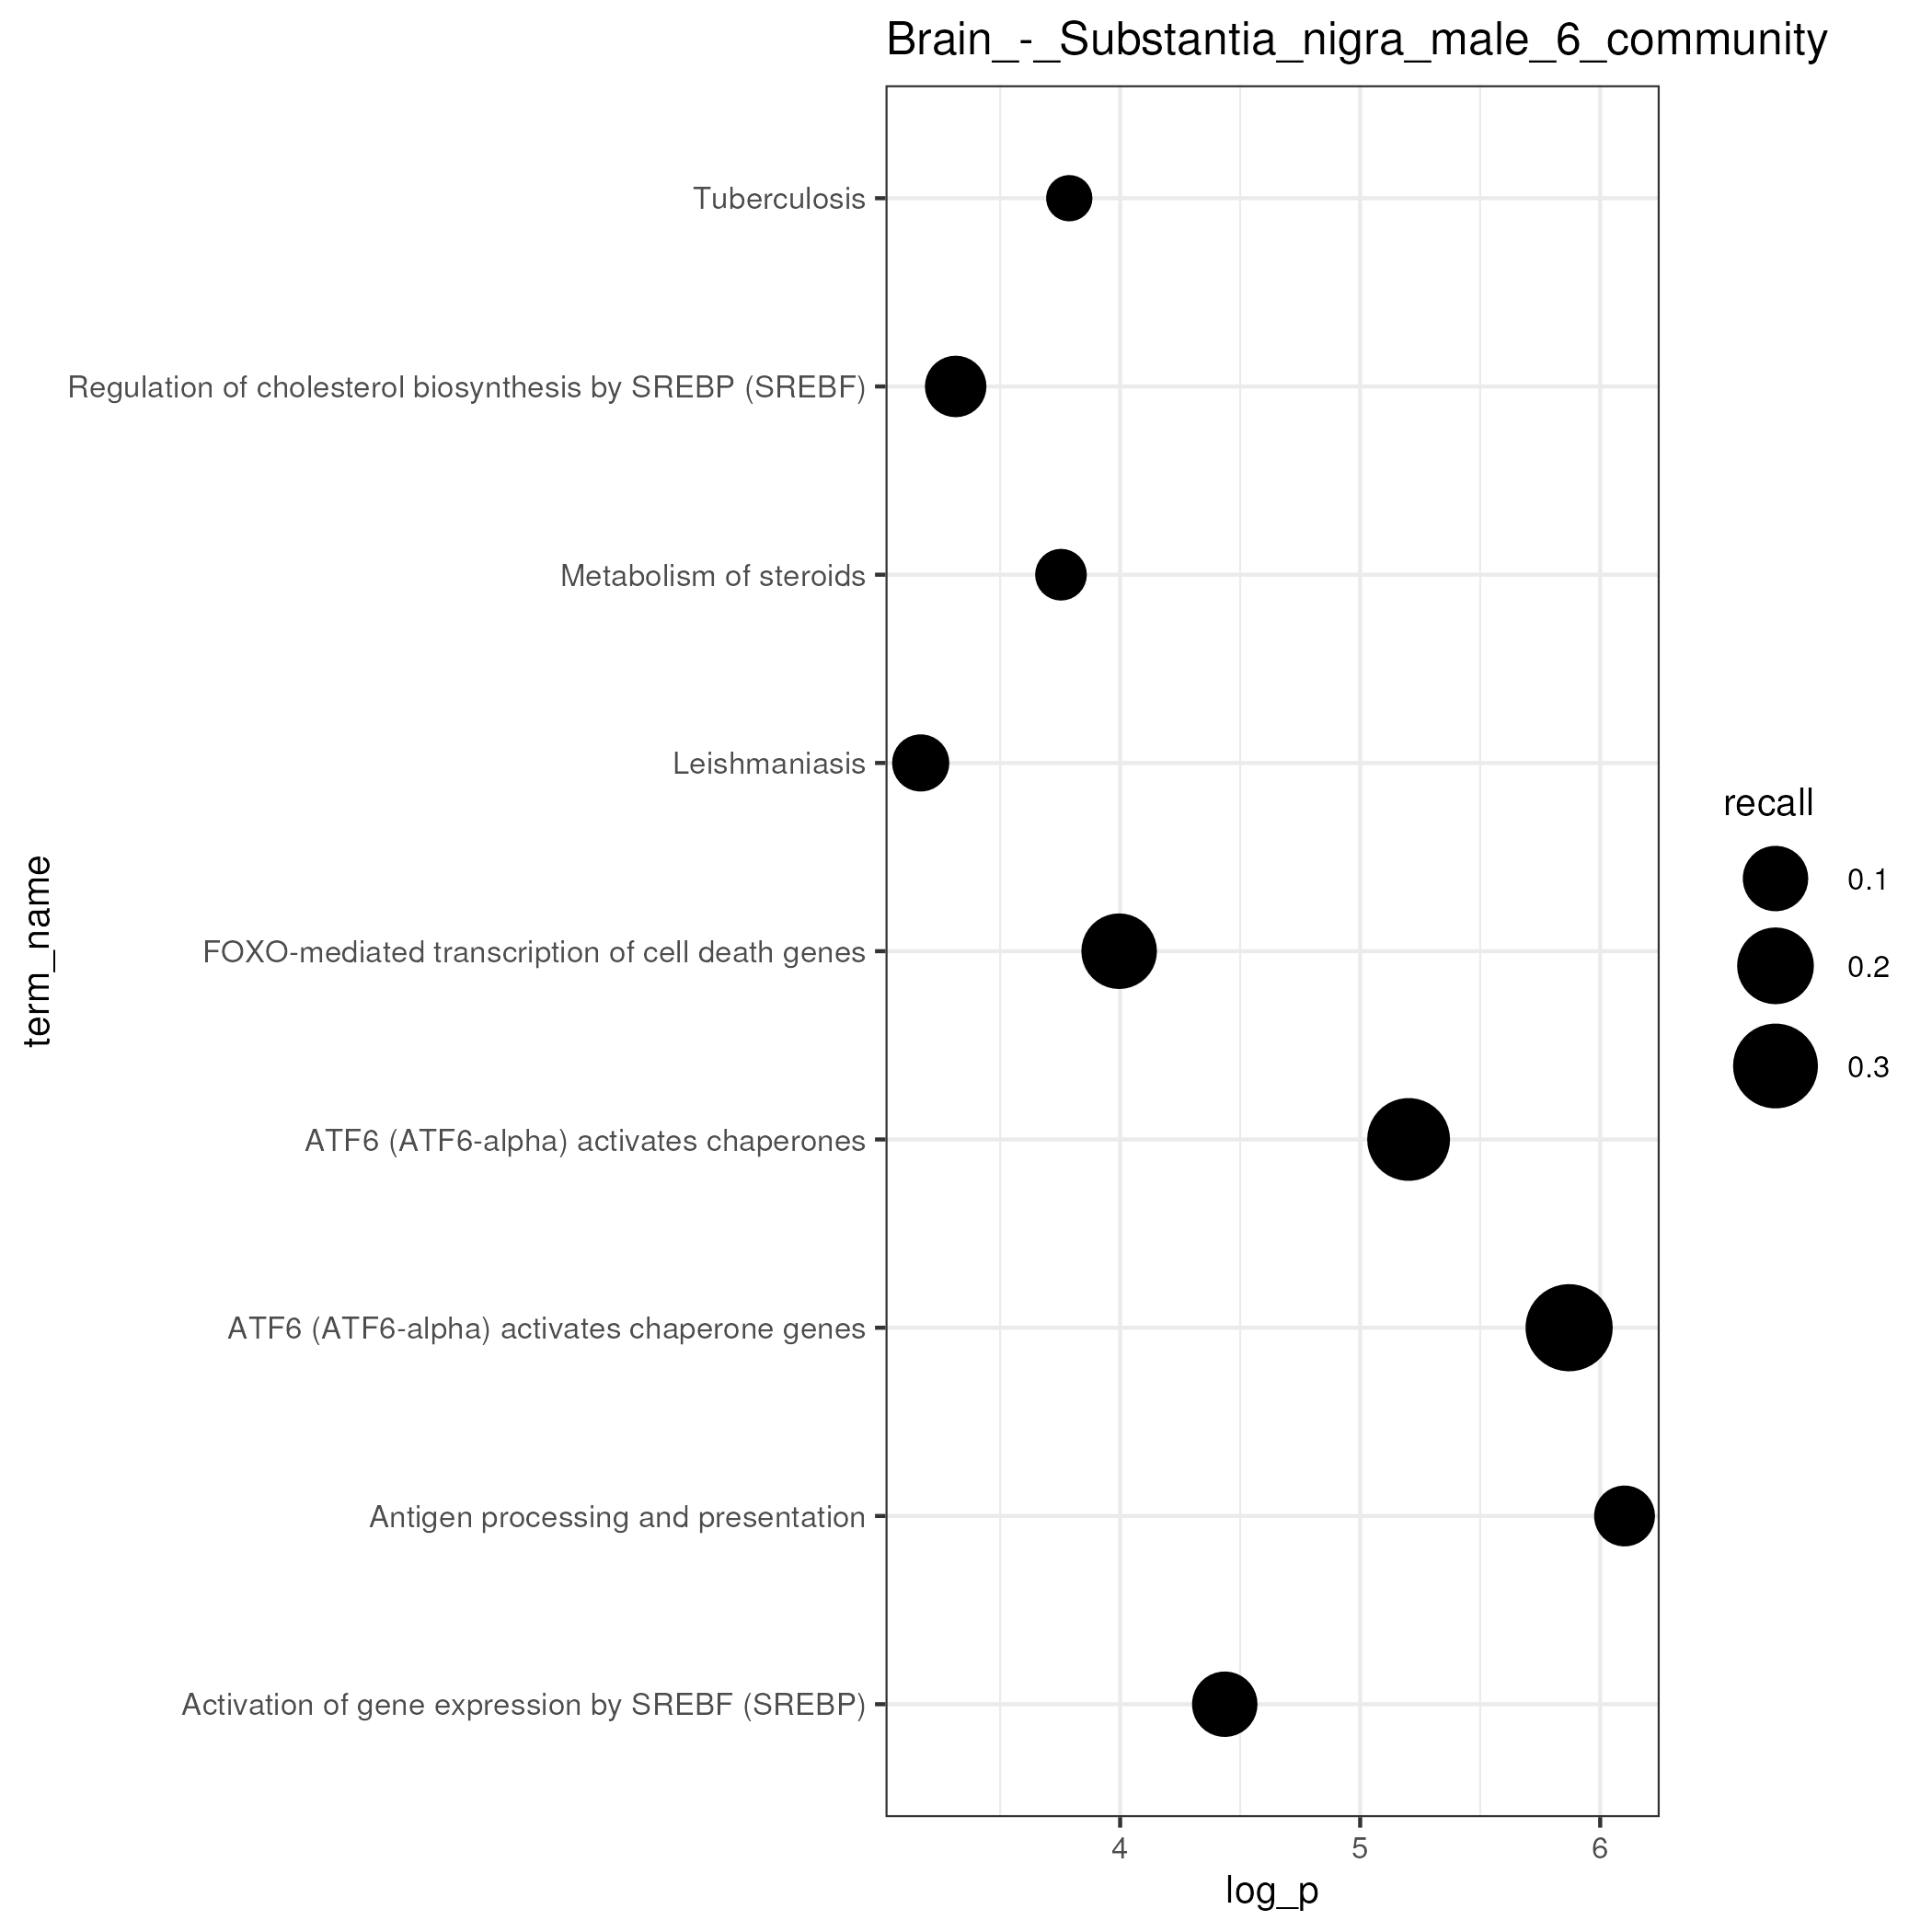 Brain_-_Substantia_nigra_male_6_community
term_name
Tuberculosis
Regulation of cholesterol biosynthesis by SREBP (SREBF)
Metabolism of steroids
Leishmaniasis
FOXO-mediated transcription of cell death genes
ATF6 (ATF6-alpha) activates chaperones
ATF6 (ATF6-alpha) activates chaperone genes
Antigen processing and presentation
Activation of gene expression by SREBF (SREBP)
4 5 6
log_p
recall
0.1
0.2
0.3